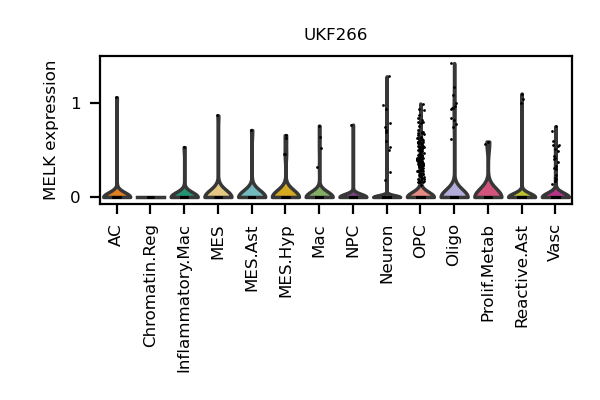 UKF266
MELK expression
1
0
AC
Chromatin.Reg
Inflammatory.Mac
MES
MES.Ast
MES.Hyp
Mac
NPC
Neuron
OPC
Oligo
Prolif.Metab
Reactive.Ast
Vasc